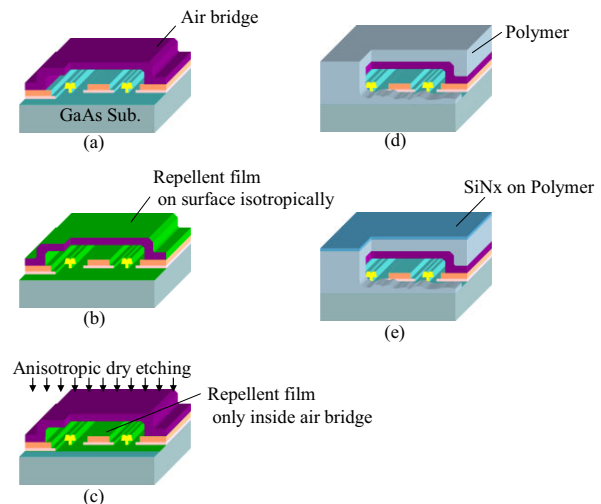 Air bridge
GaAs Sub.
(a)
Repellent film
on surface isotropically
(b)
Anisotropic dry etching
Repellent film
only inside air bridge
(c)
Polymer
(d)
SiNx on Polymer
(e)